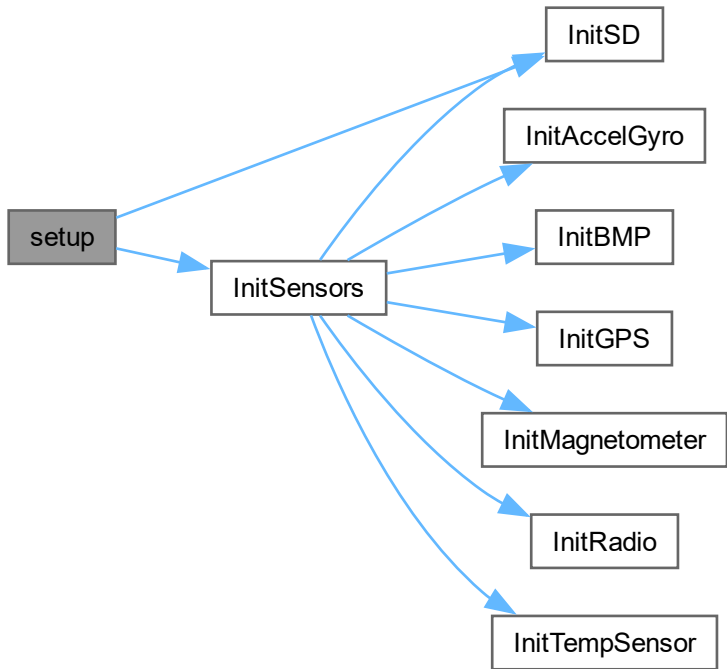 InitSD
InitAccelGyro
setup
InitBMP
InitSensors
InitGPS
InitMagnetometer
InitRadio
InitTempSensor